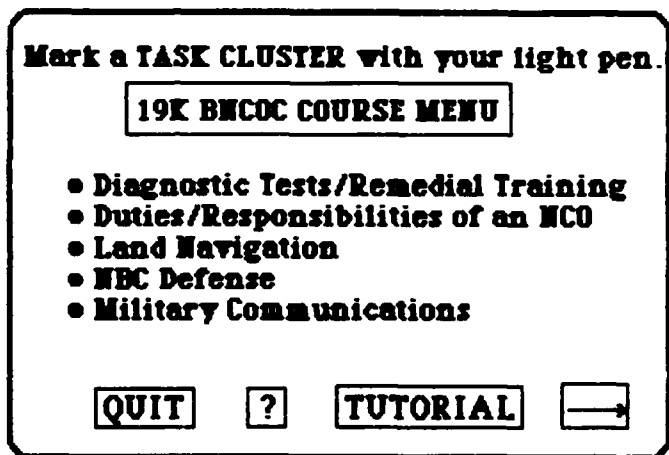 Mark a TASK CLUSTER with your light pen.
19K BNCOC COURSE MENU
• Diagnostic Tests/Remedial Training
• Duties/Responsibilities of an NCO
• Land Navigation
• NBC Defense
• Military Communications
QUIT ? TUTORIAL →